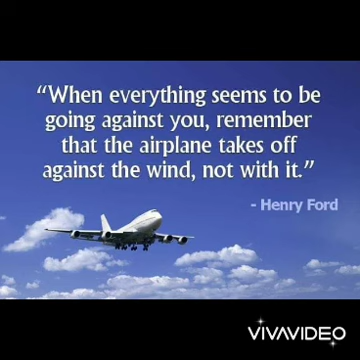 “When everything seems to be
going against you, remember
that the airplane takes off
against the wind, not with it.”
- Henry Ford
VIVAVIDEO